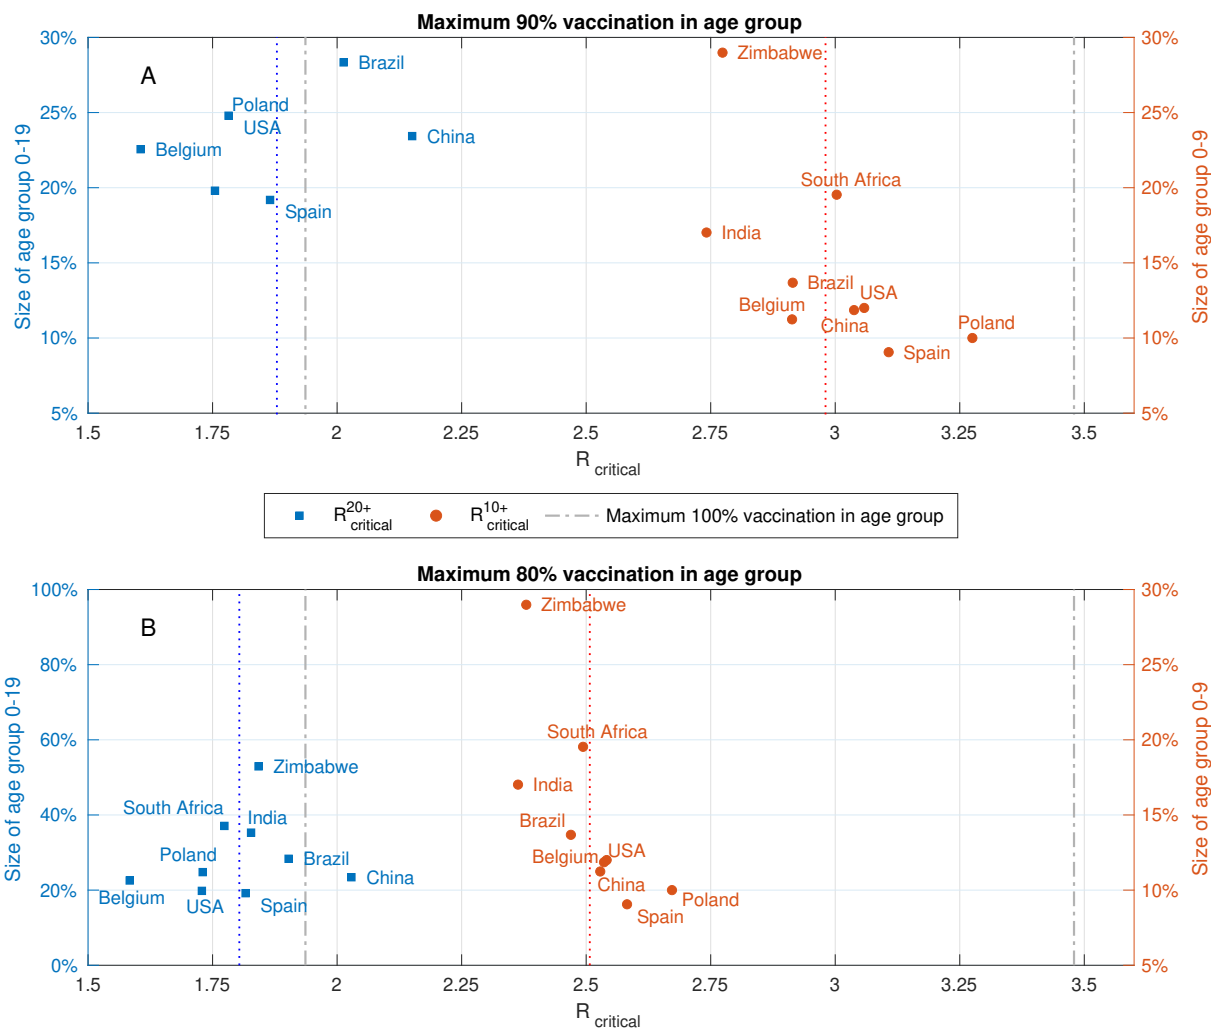 Maximum 90% vaccination in age group
30%
25%
20%
15%
10%
5%
Size of age group 0-19
A
Brazil
Poland
USA
China
Belgium
Spain
Zimbabwe
South Africa
India
Brazil
USA
Belgium
China
Poland
Spain
30%
25%
20%
15%
10%
5%
Size of age group 0-9
1.5 1.75 2 2.25 2.5 2.75 3 3.25 3.5
R critical
R 20+ critical R 10+ critical Maximum 100% vaccination in age group
Maximum 80% vaccination in age group
100%
80%
60%
40%
20%
0%
Size of age group 0-19
B
Zimbabwe
South Africa
India
Poland
Brazil
China
Belgium
USA
Spain
Zimbabwe
South Africa
India
Brazil
Belgium
USA
China
Poland
Spain
30%
25%
20%
15%
10%
5%
Size of age group 0-9
1.5 1.75 2 2.25 2.5 2.75 3 3.25 3.5
R critical